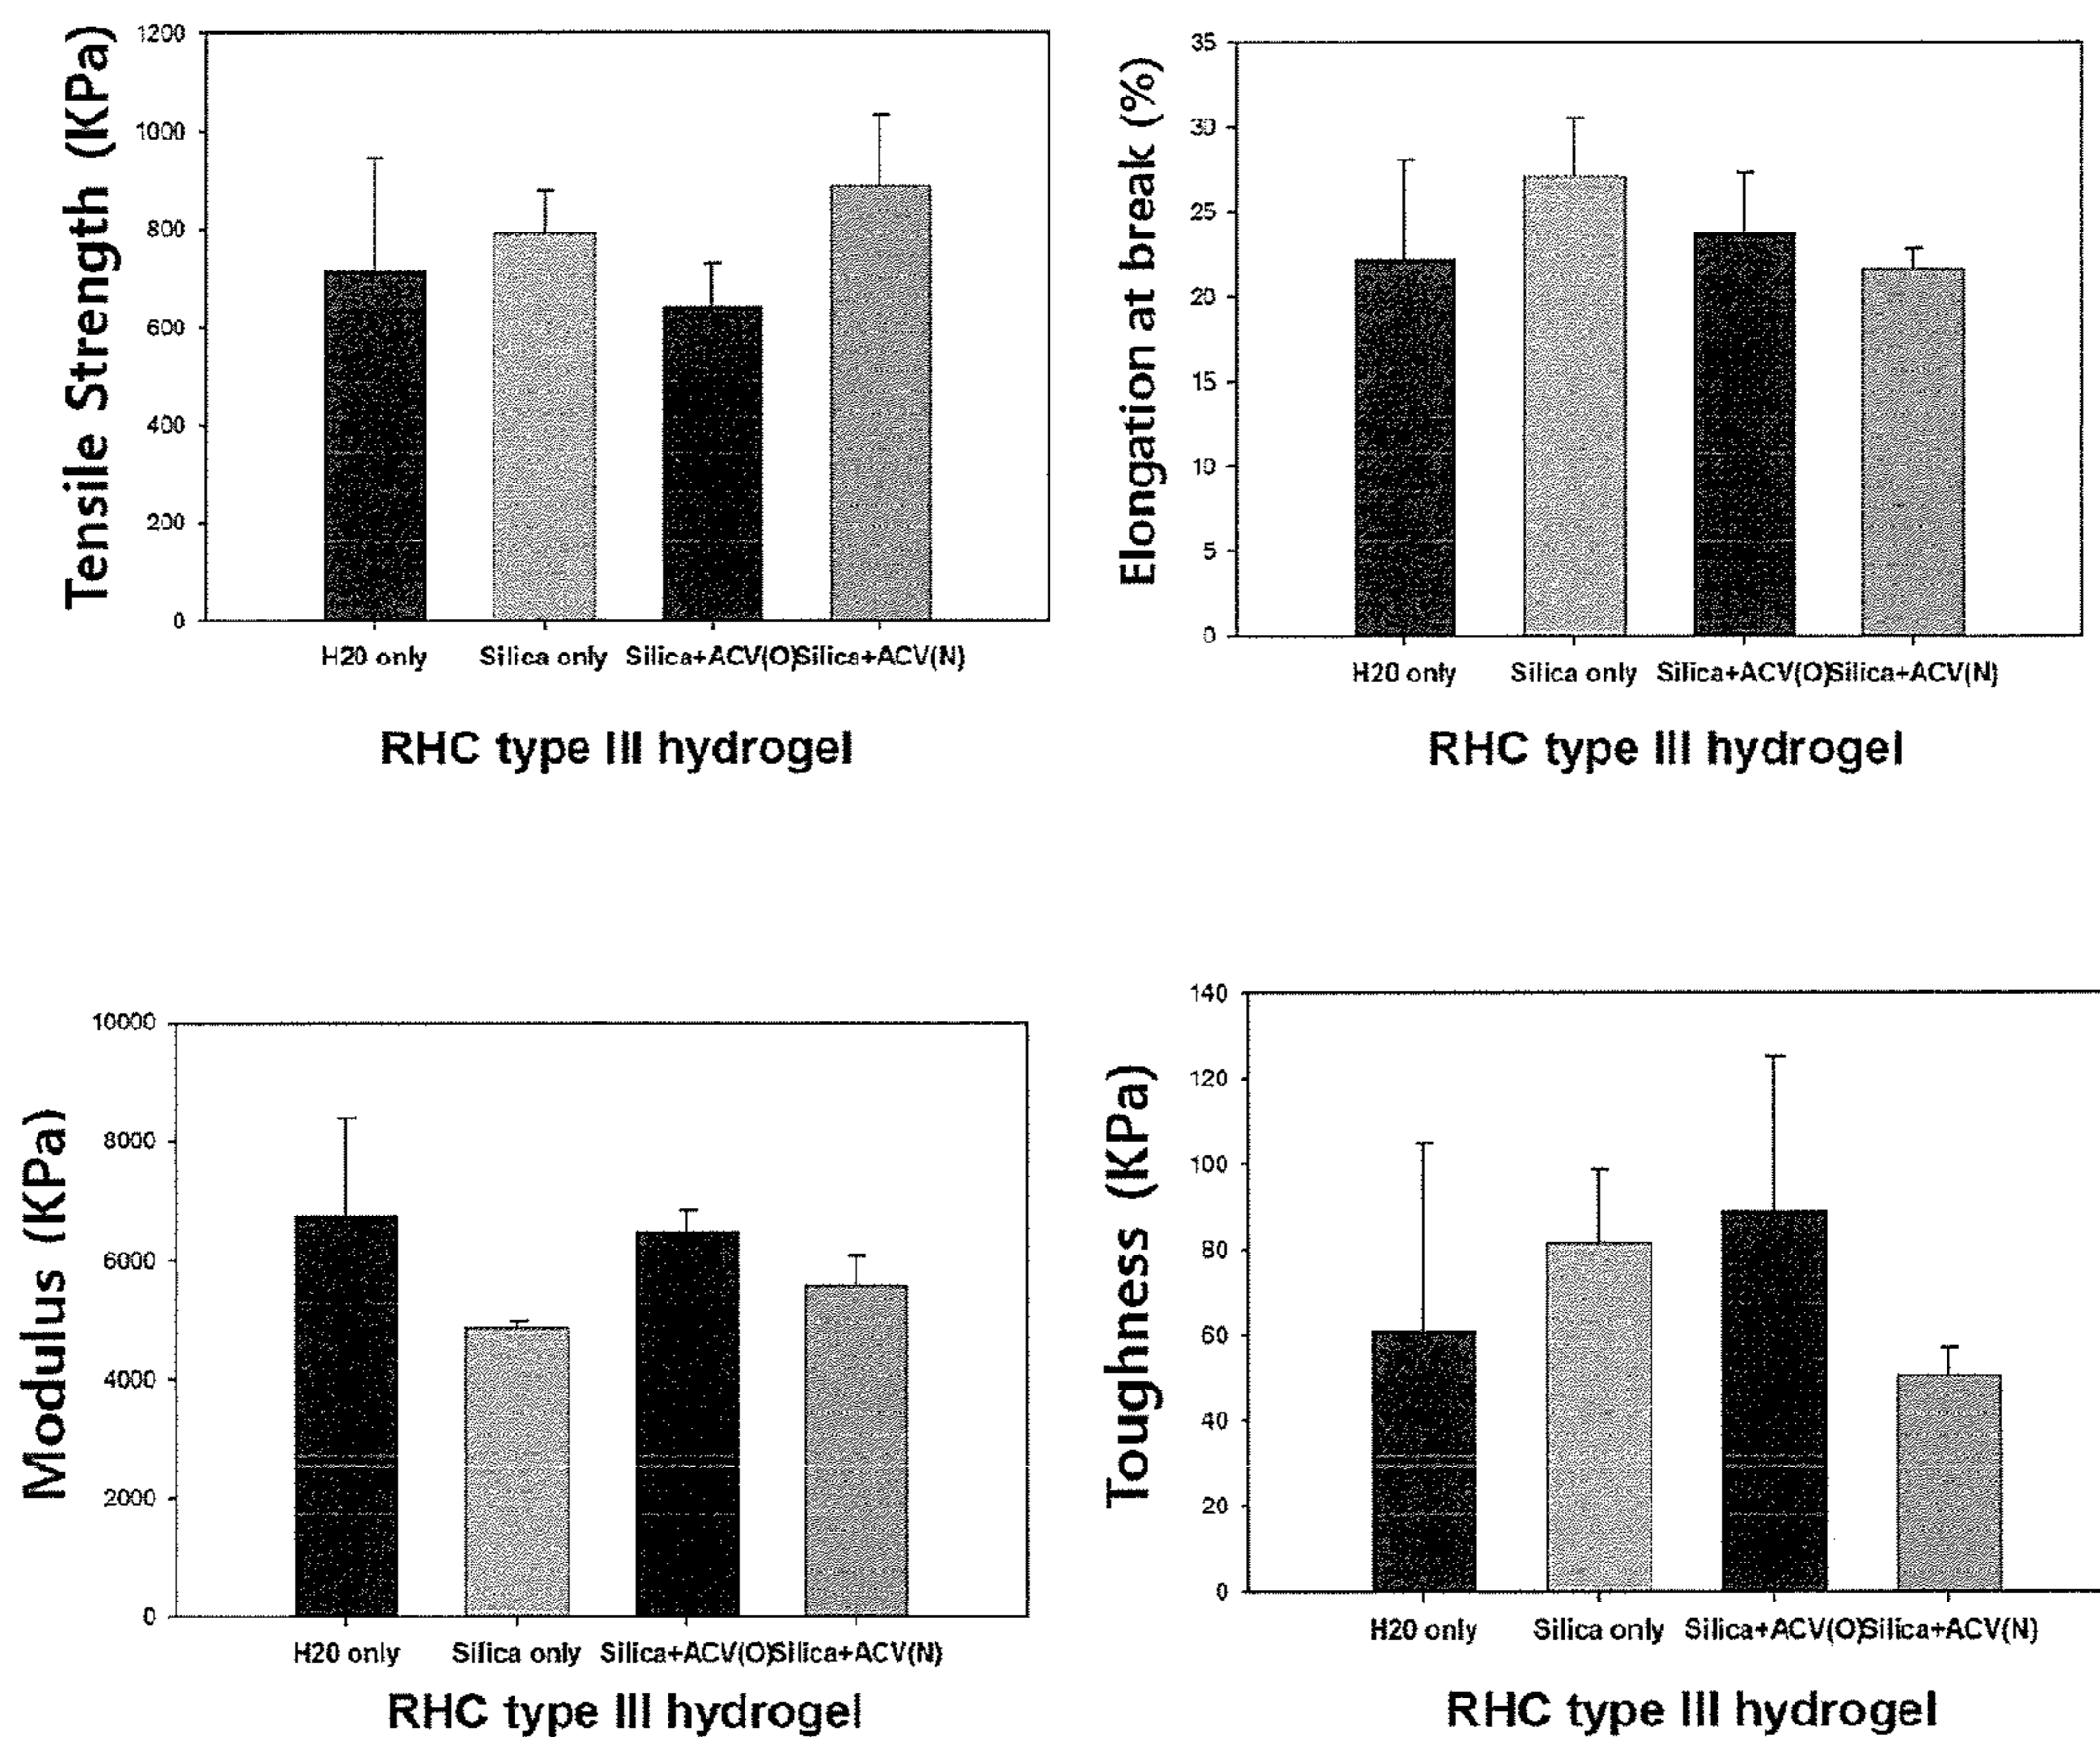 Tensile Strength (KPa)
1200
1000
800
600
400
200
0
H20 only Silica only Silica+ACV(O) Silica+ACV(N)
RHC type III hydrogel
Elongation at break (%)
35
30
25
20
15
10
5
0
H20 only Silica only Silica+ACV(O) Silica+ACV(N)
RHC type III hydrogel
Modulus (KPa)
10000
8000
6000
4000
2000
0
H20 only Silica only Silica+ACV(O) Silica+ACV(N)
RHC type III hydrogel
Toughness (KPa)
140
120
100
80
60
40
20
0
H20 only Silica only Silica+ACV(O) Silica+ACV(N)
RHC type III hydrogel